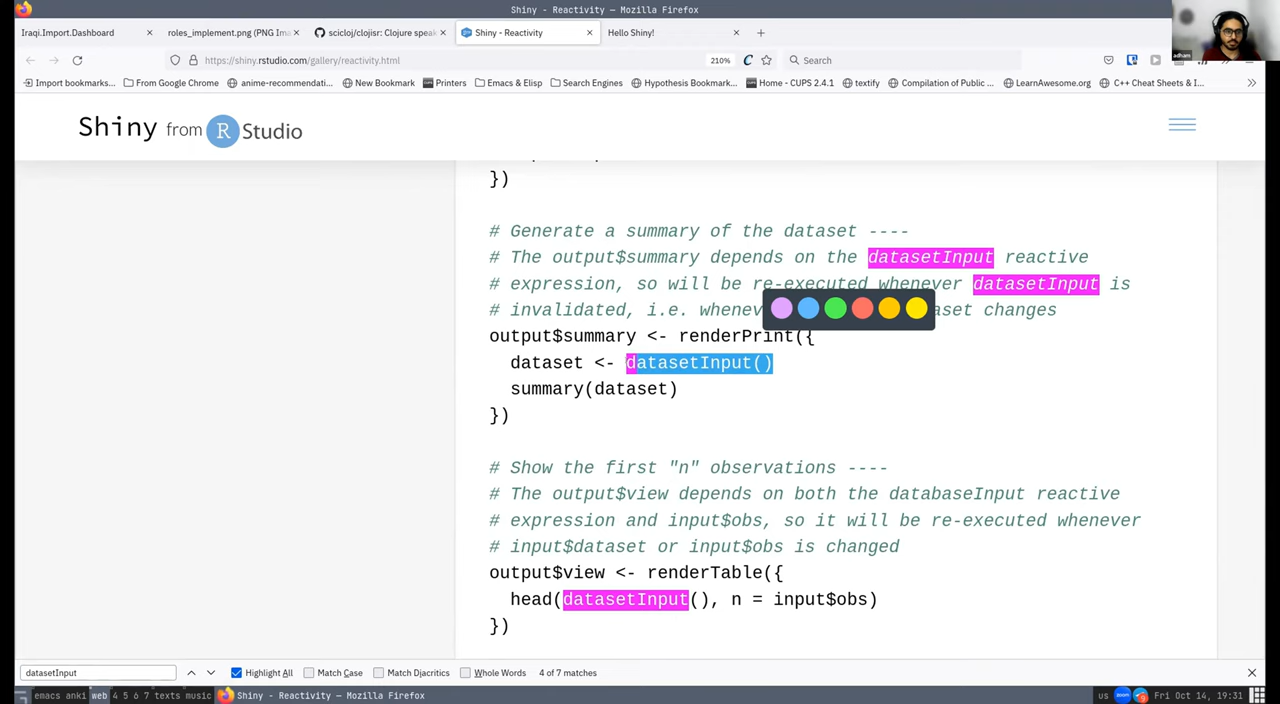 Shiny - Reactivity — Mozilla Firefox
Iraqi.Import.Dashboard
roles_implement.png (PNG Ima
scicloj/clojisr: Clojure speak
Shiny - Reactivity
Hello Shiny!
https://shiny.rstudio.com/gallery/reactivity.html
210%
Search
adham
Import bookmarks...
From Google Chrome
anime-recommendati...
New Bookmark
Printers
Emacs & Elisp
Search Engines
Hypothesis Bookmark...
Home - CUPS 2.4.1
textify
Compilation of Public ...
LearnAwesome.org
C++ Cheat Sheets & I...
Shiny from R Studio
})
# Generate a summary of the dataset ----
# The output$summary depends on the datasetInput reactive
# expression, so will be re-executed whenever datasetInput is
# invalidated, i.e. whenev aset changes
output$summary <- renderPrint({
dataset <- datasetInput()
summary(dataset)
})
# Show the first "n" observations ----
# The output$view depends on both the databaseInput reactive
# expression and input$obs, so it will be re-executed whenever
# input$dataset or input$obs is changed
output$view <- renderTable({
head(datasetInput(), n = input$obs)
})
datasetInput
Highlight All
Match Case
Match Diacritics
Whole Words
4 of 7 matches
emacs anki web 4 5 6 7 texts music
Shiny - Reactivity — Mozilla Firefox
us
zoom
Fri Oct 14, 19:31